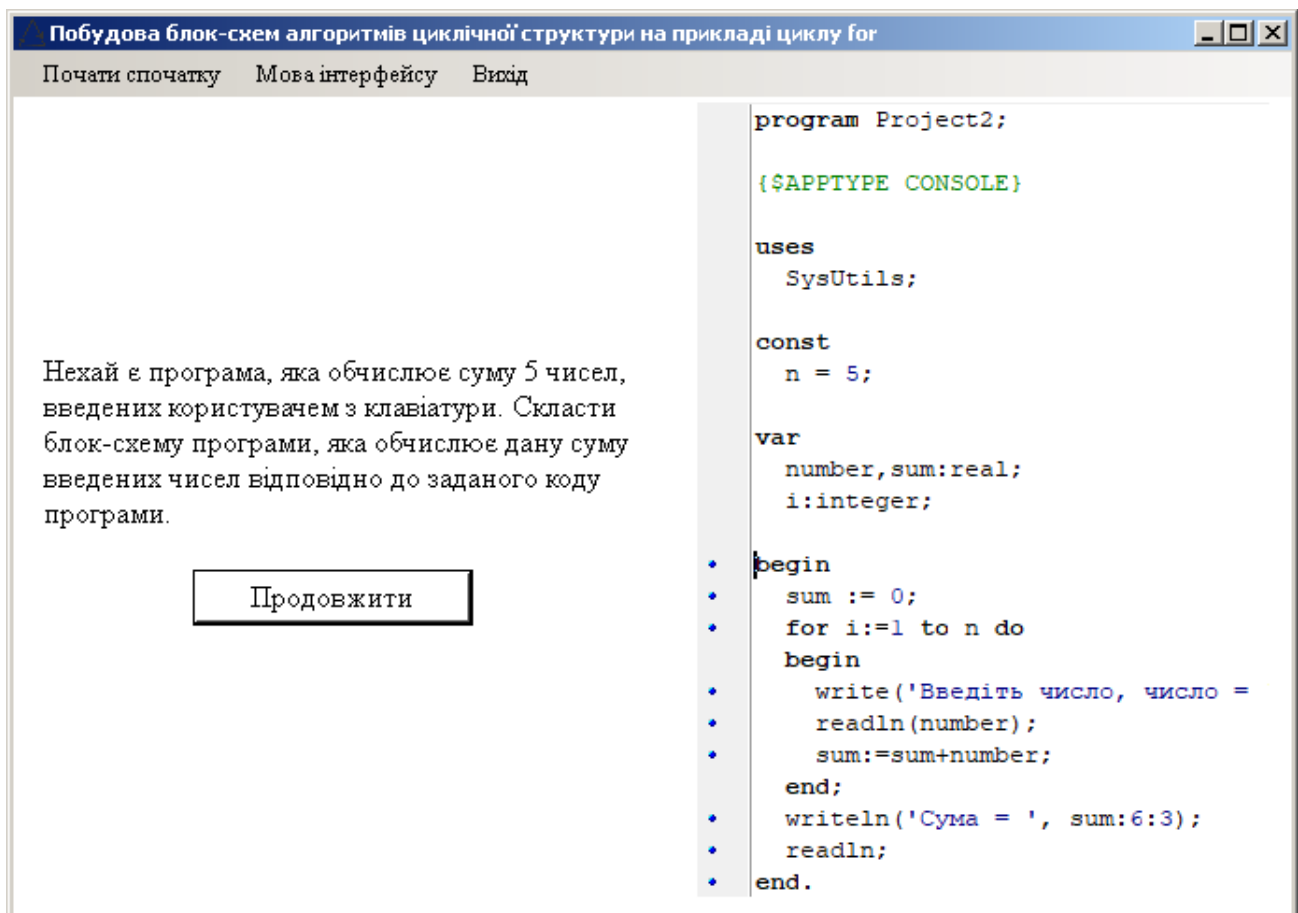 Побудова блок-схем алгоритмів циклічної структури на прикладі циклу for
Почати спочатку Мова інтерфейсу Вихід
Нехай є програма, яка обчислює суму 5 чисел,
введених користувачем з клавіатури. Скласти
блок-схему програми, яка обчислює дану суму
введених чисел відповідно до заданого коду
програми.
Продовжити
program Project2;
{$APPTYPE CONSOLE}
uses
SysUtils;
const
n = 5;
var
number,sum:real;
i:integer;
begin
sum := 0;
for i:=1 to n do
begin
write('Введіть число, число =
readln(number);
sum:=sum+number;
end;
writeln('Сума = ', sum:6:3);
readln;
end.